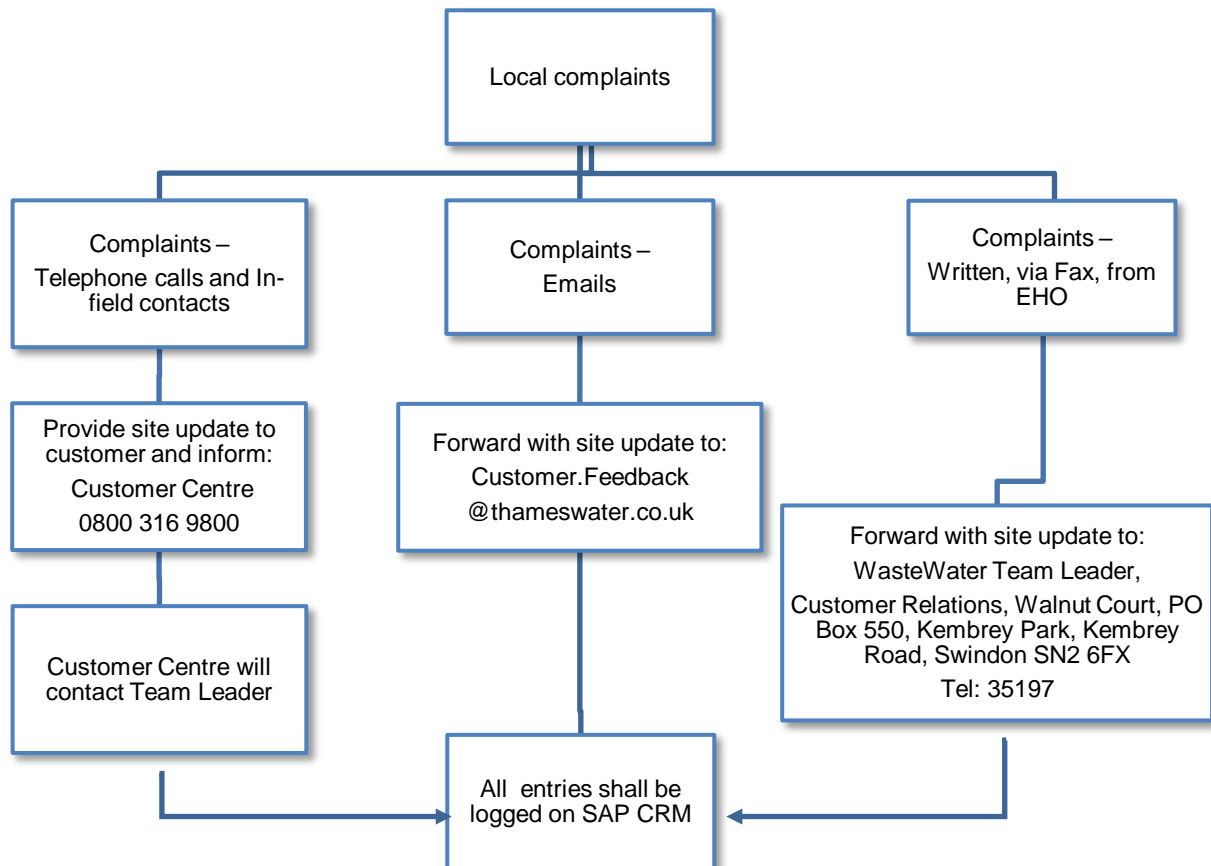 Local complaints
Complaints –
Telephone calls and In-
field contacts
Complaints –
Emails
Complaints –
Written, via Fax, from
EHO
Provide site update to
customer and inform:
Customer Centre
0800 316 9800
Forward with site update to:
Customer.Feedback
@thameswater.co.uk
Forward with site update to:
WasteWater Team Leader,
Customer Relations, Walnut Court, PO
Box 550, Kembrey Park, Kembrey
Road, Swindon SN2 6FX
Tel: 35197
Customer Centre will
contact Team Leader
All entries shall be
logged on SAP CRM